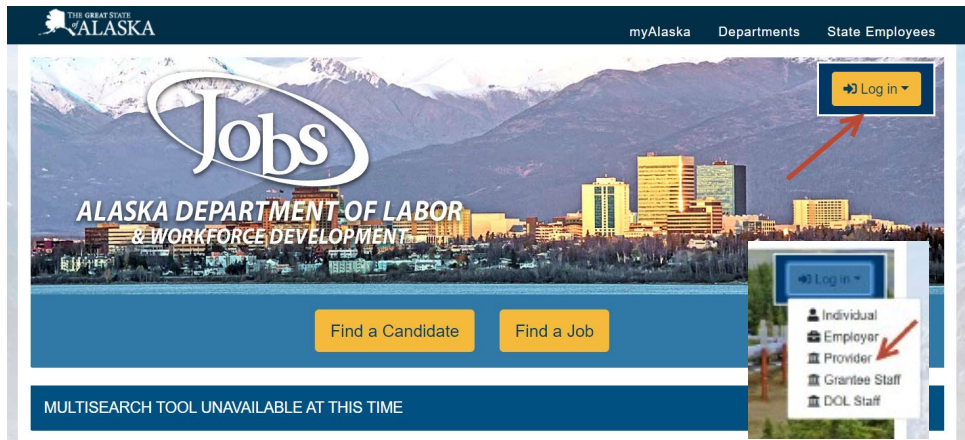 THE GREAT STATE
of ALASKA
myAlaska Departments State Employees
Log in
Jobs
ALASKA DEPARTMENT OF LABOR
& WORKFORCE DEVELOPMENT
Log in
Individual
Employer
Provider
Grantee Staff
DOL Staff
Find a Candidate Find a Job
MULTISEARCH TOOL UNAVAILABLE AT THIS TIME